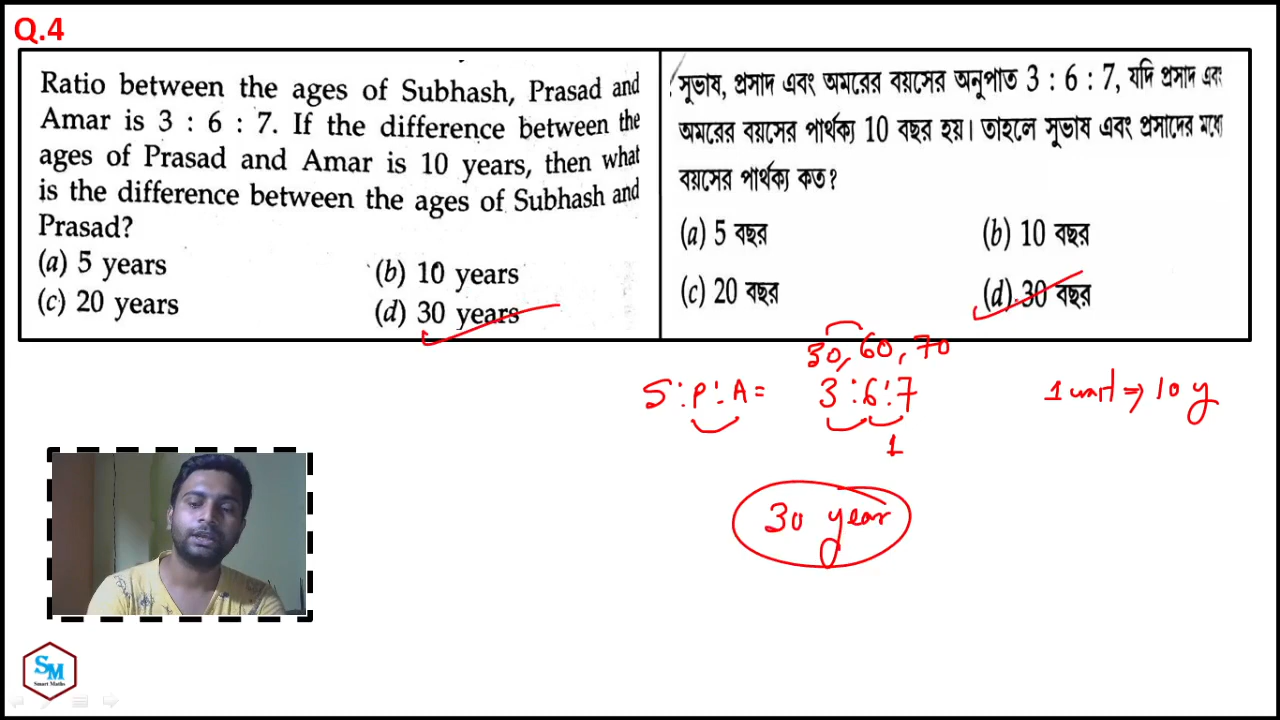 Q.4
Ratio between the ages of Subhash, Prasad and
Amar is 3 : 6 : 7. If the difference between the
ages of Prasad and Amar is 10 years, then what
is the difference between the ages of Subhash and
Prasad?
(a) 5 years
(b) 10 years
(c) 20 years
(d) 30 years
সুভাষ, প্রসাদ এবং অমরের বয়সের অনুপাত 3 : 6 : 7, যদি প্রসাদ এবং
অমরের বয়সের পার্থক্য 10 বছর হয়। তাহলে সুভাষ এবং প্রসাদের মধ্যে
বয়সের পার্থক্য কত?
(a) 5 বছর
(b) 10 বছর
(c) 20 বছর
(d) 30 বছর
30, 60, 70
S:P:A= 3:6:7
1 unit ⇒ 10 y
1
30 year
SM
Smart Maths